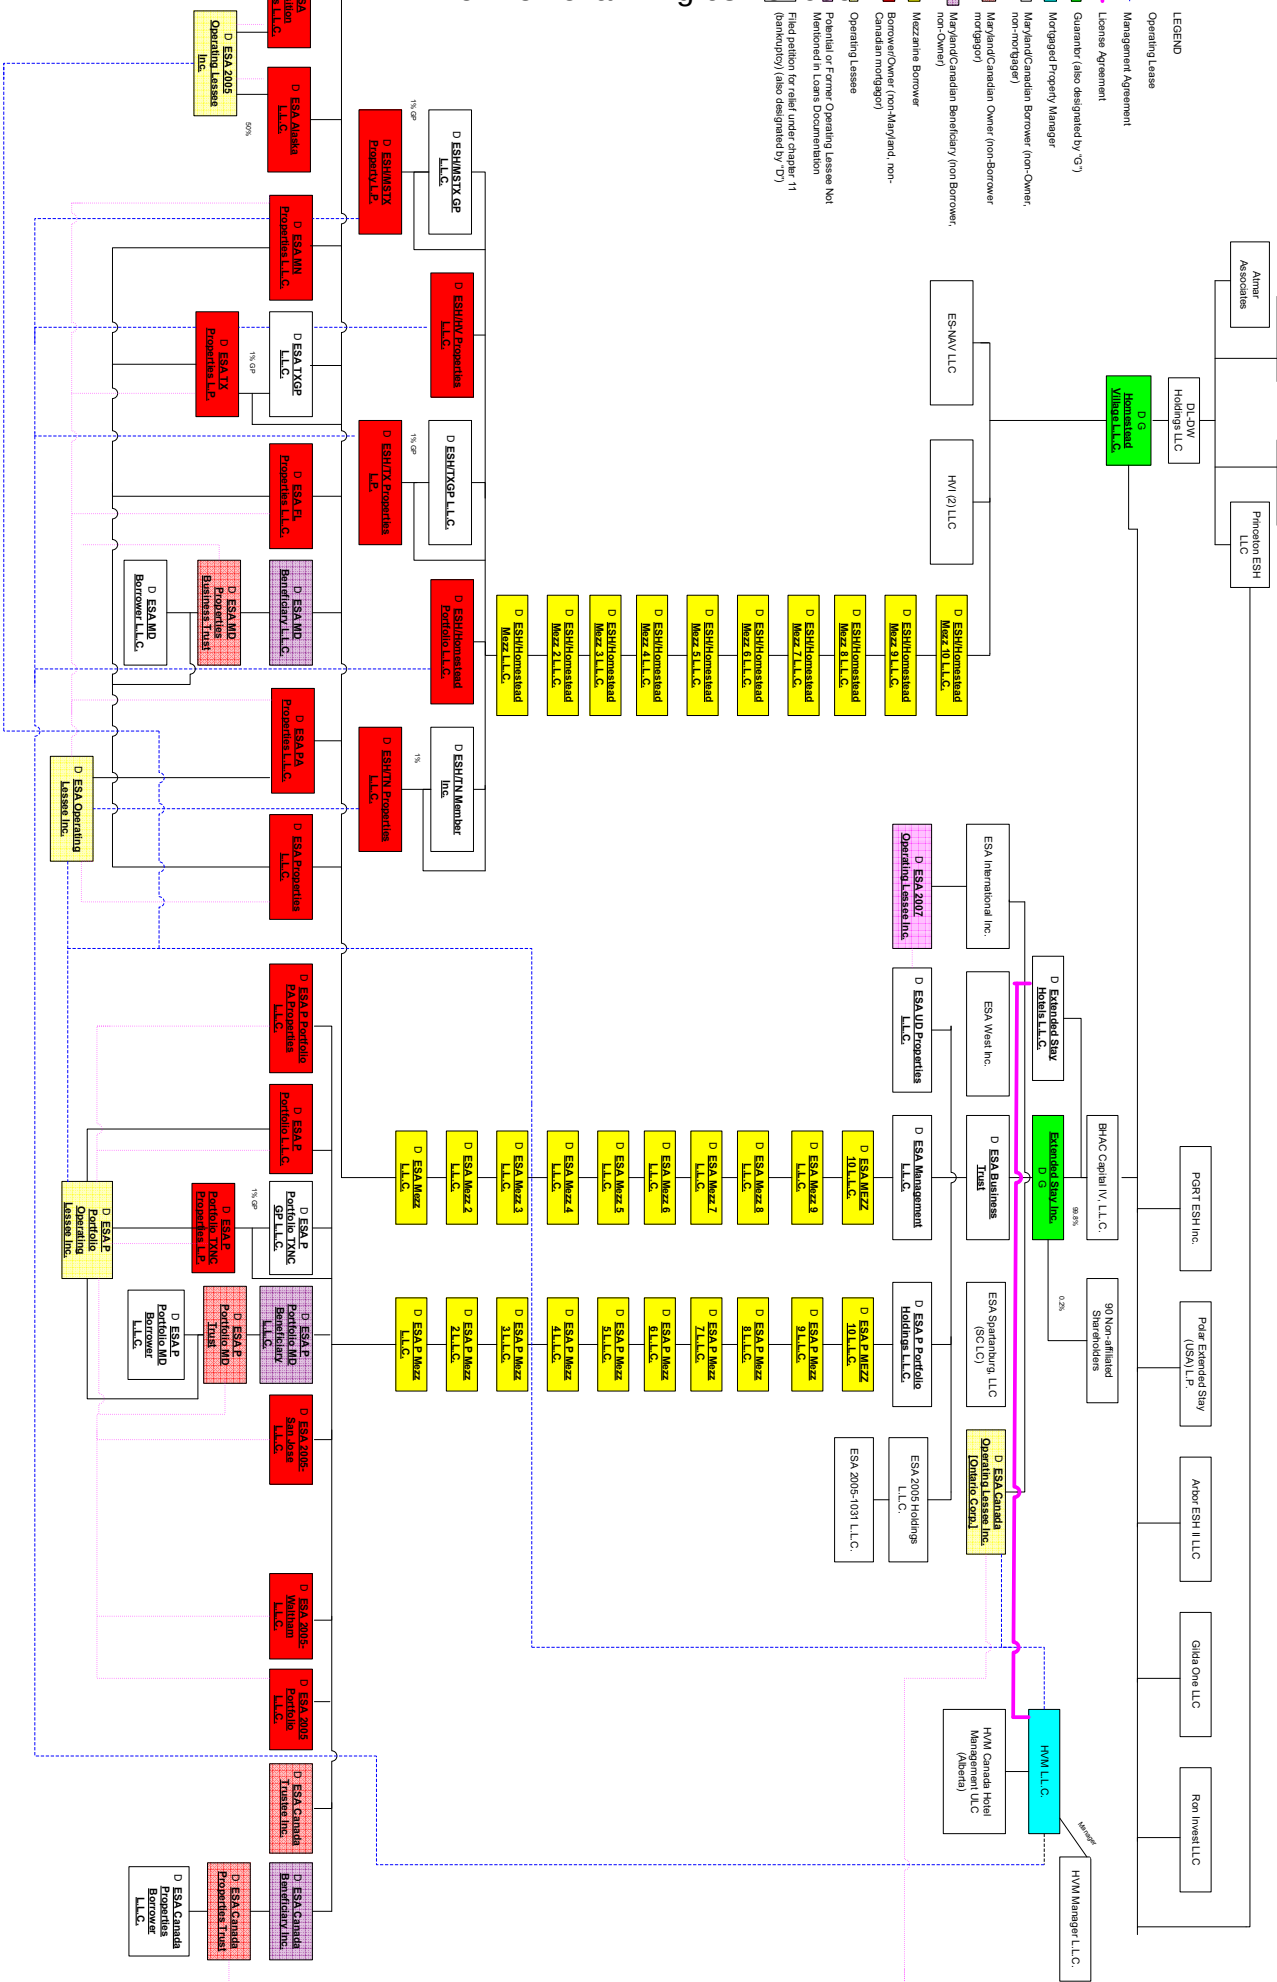 LEGEND
Operating Lease
Management Agreement
License Agreement
Guarantor (also designated by "G")
Mortgaged Property Manager
Maryland/Canadian Borrower (non-Owner,
non-mortgager)
Maryland/Canadian Owner (non-Borrower
mortgagor)
Maryland/Canadian Beneficiary (non Borrower,
non-Owner)
Mezzanine Borrower
Borrower/Owner (non-Maryland, non-
Canadian mortgagor)
Operating Lessee
Potential or Former Operating Lessee Not
Mentioned in Loans Documentation
Filed petition for relief under chapter 11
(bankruptcy) (also designated by "D")
Atmar
Associates
Princeton ESH
LLC
DL-DW
Holdings LLC
D G
Homestead
Village L.L.C.
PGRT ESH Inc.
Polar Extended Stay
(USA) L.P.
Arbor ESH II LLC
Gilda One LLC
Ron Invest LLC
BHAC Capital IV, L.L.C.
90 Non-affiliated
Shareholders
99.8%
0.2%
HVM Manager L.L.C.
Manager
D Extended Stay
Hotels L.L.C.
Extended Stay Inc.
D G
HVM L.L.C.
HVM Canada Hotel
Management ULC
(Alberta)
ES-NAV LLC
HVI (2) LLC
ESA International Inc.
ESA West Inc.
D ESA Business
Trust
ESA Spartanburg, LLC
(SC LC)
D ESA Canada
Operating Lessee Inc.
[Ontario Corp.]
D ESA 2007
Operating Lessee Inc.
D ESA UD Properties
L.L.C.
D ESA Management
L.L.C.
D ESA P Portfolio
Holdings L.L.C.
ESA 2005 Holdings
L.L.C.
ESA 2005-1031 L.L.C.
D ESH/Homestead
Mezz 10 L.L.C.
D ESH/Homestead
Mezz 9 L.L.C.
D ESH/Homestead
Mezz 8 L.L.C.
D ESH/Homestead
Mezz 7 L.L.C.
D ESH/Homestead
Mezz 6 L.L.C.
D ESH/Homestead
Mezz 5 L.L.C.
D ESH/Homestead
Mezz 4 L.L.C.
D ESH/Homestead
Mezz 3 L.L.C.
D ESH/Homestead
Mezz 2 L.L.C.
D ESH/Homestead
Mezz L.L.C.
D ESA MEZZ
10 L.L.C.
D ESA Mezz 9
L.L.C.
D ESA Mezz 8
L.L.C.
D ESA Mezz 7
L.L.C.
D ESA Mezz 6
L.L.C.
D ESA Mezz 5
L.L.C.
D ESA Mezz 4
L.L.C.
D ESA Mezz 3
L.L.C.
D ESA Mezz 2
L.L.C.
D ESA Mezz
L.L.C.
D ESA P MEZZ
10 L.L.C.
D ESA P Mezz
9 L.L.C.
D ESA P Mezz
8 L.L.C.
D ESA P Mezz
7 L.L.C.
D ESA P Mezz
6 L.L.C.
D ESA P Mezz
5 L.L.C.
D ESA P Mezz
4 L.L.C.
D ESA P Mezz
3 L.L.C.
D ESA P Mezz
2 L.L.C.
D ESA P Mezz
L.L.C.
D ESH/MSTX GP
L.L.C.
D ESH/HV Properties
L.L.C.
D ESH/TXGP L.L.C.
D ESH/Homestead
Portfolio L.L.C.
D ESH/TN Member
Inc.
1% GP
1% GP
1%
D ESH/MSTX
Property L.P.
D ESH/TX Properties
L.P.
D ESH/TN Properties
L.L.C.
D ESA Alaska
L.L.C.
D ESA MN
Properties L.L.C.
D ESA TXGP
L.L.C.
D ESA FL
Properties L.L.C.
D ESA MD
Beneficiary L.L.C.
D ESA PA
Properties L.L.C.
D ESA Properties
L.L.C.
D ESA P Portfolio
PA Properties
L.L.C.
D ESA P
Portfolio L.L.C.
D ESA P
Portfolio TXNC
GP L.L.C.
D ESA P
Portfolio MD
Beneficiary
L.L.C.
D ESA 2005-
San Jose
L.L.C.
D ESA 2005-
Waltham
L.L.C.
D ESA 2005
Portfolio
L.L.C.
D ESA Canada
Trustee Inc.
D ESA Canada
Beneficiary Inc.
50%
1% GP
1% GP
D ESA 2005
Operating Lessee
Inc.
D ESA TX
Properties L.P.
D ESA MD
Properties
Business Trust
D ESA P
Portfolio TXNC
Properties L.P.
D ESA P
Portfolio MD
Trust
D ESA Canada
Properties Trust
D ESA MD
Borrower L.L.C.
D ESA P
Portfolio MD
Borrower
L.L.C.
D ESA Canada
Properties
Borrower
L.L.C.
D ESA Operating
Lessee Inc.
D ESA P
Portfolio
Operating
Lessee Inc.